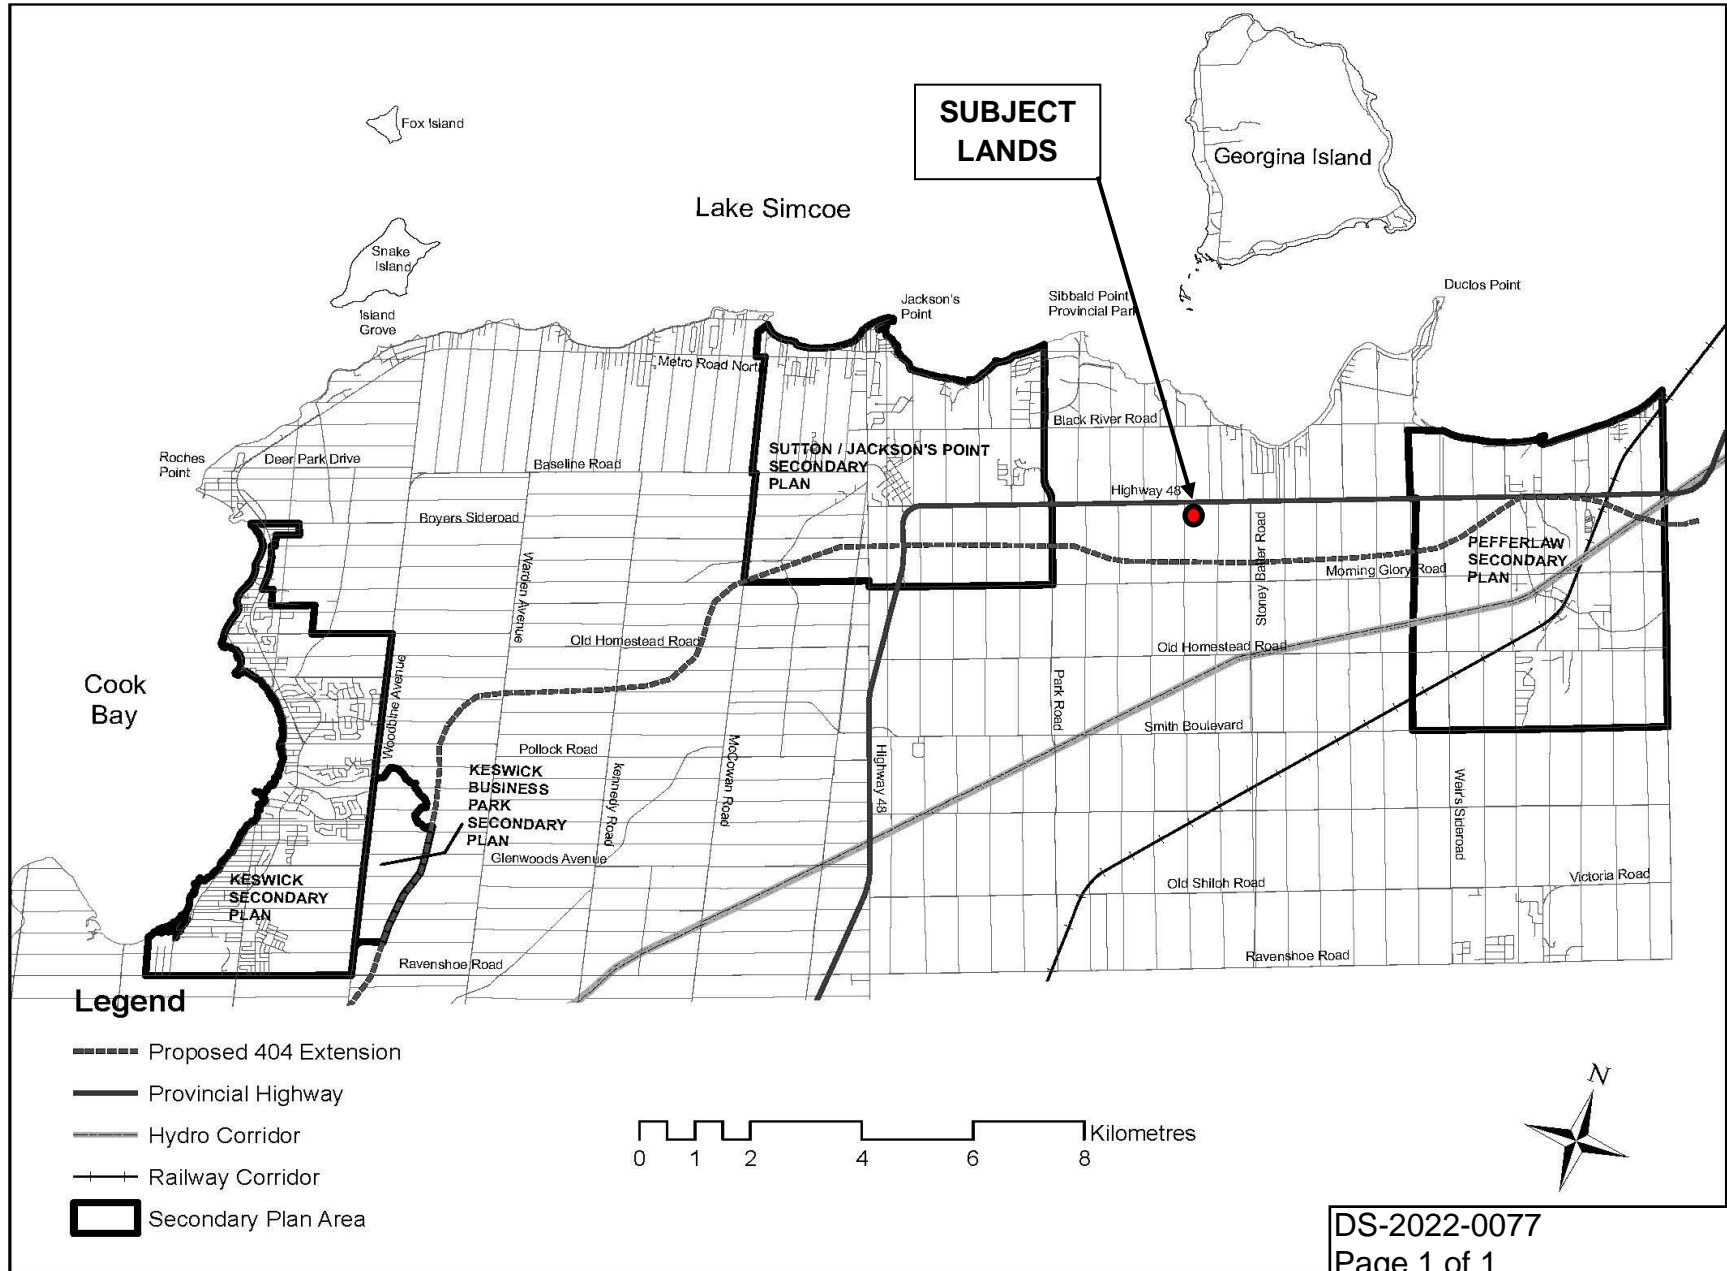 SUBJECT
LANDS
Fox Island
Georgina Island
Lake Simcoe
Snake
Island
Island
Grove
Jackson's
Point
Sibbald Point
Provincial Park
Duclos Point
Metro Road North
Black River Road
SUTTON / JACKSON'S POINT
SECONDARY
PLAN
Roches
Point
Deer Park Drive
Baseline Road
Highway 48
Boyers Sideroad
Warden Avenue
Stoney Batter Road
PEFFERLAW
SECONDARY
PLAN
Morning Glory Road
Old Homestead Road
Old Homestead Road
Cook
Bay
Woodbine Avenue
Park Road
Smith Boulevard
Pollock Road
McCowan Road
Highway 48
KESWICK
BUSINESS
PARK
SECONDARY
PLAN
kennedy Road
Weir's Sideroad
Glenwoods Avenue
KESWICK
SECONDARY
PLAN
Old Shiloh Road
Victoria Road
Ravenshoe Road
Ravenshoe Road
Legend
Proposed 404 Extension
Provincial Highway
Hydro Corridor
Railway Corridor
Secondary Plan Area
Kilometres
0 1 2 4 6 8
N
DS-2022-0077
Page 1 of 1